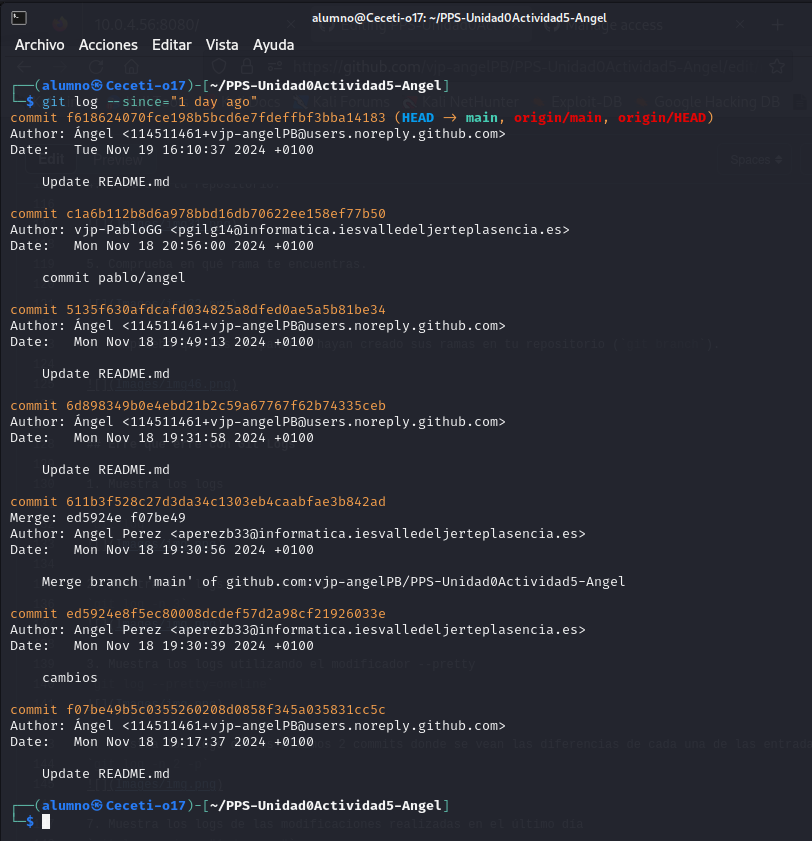 alumno@Ceceti-o17: ~/PPS-Unidad0Actividad5-Angel
Archivo Acciones Editar Vista Ayuda
┌──(alumno㉿Ceceti-o17)-[~/PPS-Unidad0Actividad5-Angel]
└─$ git log --since="1 day ago"
commit f618624070fce198b5bcd6e7fdeffbf3bba14183 (HEAD -> main, origin/main, origin/HEAD)
Author: Ángel <114511461+vjp-angelPB@users.noreply.github.com>
Date:   Tue Nov 19 16:10:37 2024 +0100
    Update README.md
commit c1a6b112b8d6a978bbd16db70622ee158ef77b50
Author: vjp-PabloGG <pgilg14@informatica.iesvalledeljerteplasencia.es>
Date:   Mon Nov 18 20:56:00 2024 +0100
    commit pablo/angel
commit 5135f630afdcafd034825a8dfed0ae5a5b81be34
Author: Ángel <114511461+vjp-angelPB@users.noreply.github.com>
Date:   Mon Nov 18 19:49:13 2024 +0100
    Update README.md
commit 6d898349b0e4ebd21b2c59a67767f62b74335ceb
Author: Ángel <114511461+vjp-angelPB@users.noreply.github.com>
Date:   Mon Nov 18 19:31:58 2024 +0100
    Update README.md
commit 611b3f528c27d3da34c1303eb4caabfae3b842ad
Merge: ed5924e f07be49
Author: Angel Perez <aperezb33@informatica.iesvalledeljerteplasencia.es>
Date:   Mon Nov 18 19:30:56 2024 +0100
    Merge branch 'main' of github.com:vjp-angelPB/PPS-Unidad0Actividad5-Angel
commit ed5924e8f5ec80008dcdef57d2a98cf21926033e
Author: Angel Perez <aperezb33@informatica.iesvalledeljerteplasencia.es>
Date:   Mon Nov 18 19:30:39 2024 +0100
    cambios
commit f07be49b5c0355260208d0858f345a035831cc5c
Author: Ángel <114511461+vjp-angelPB@users.noreply.github.com>
Date:   Mon Nov 18 19:17:37 2024 +0100
    Update README.md
┌──(alumno㉿Ceceti-o17)-[~/PPS-Unidad0Actividad5-Angel]
└─$